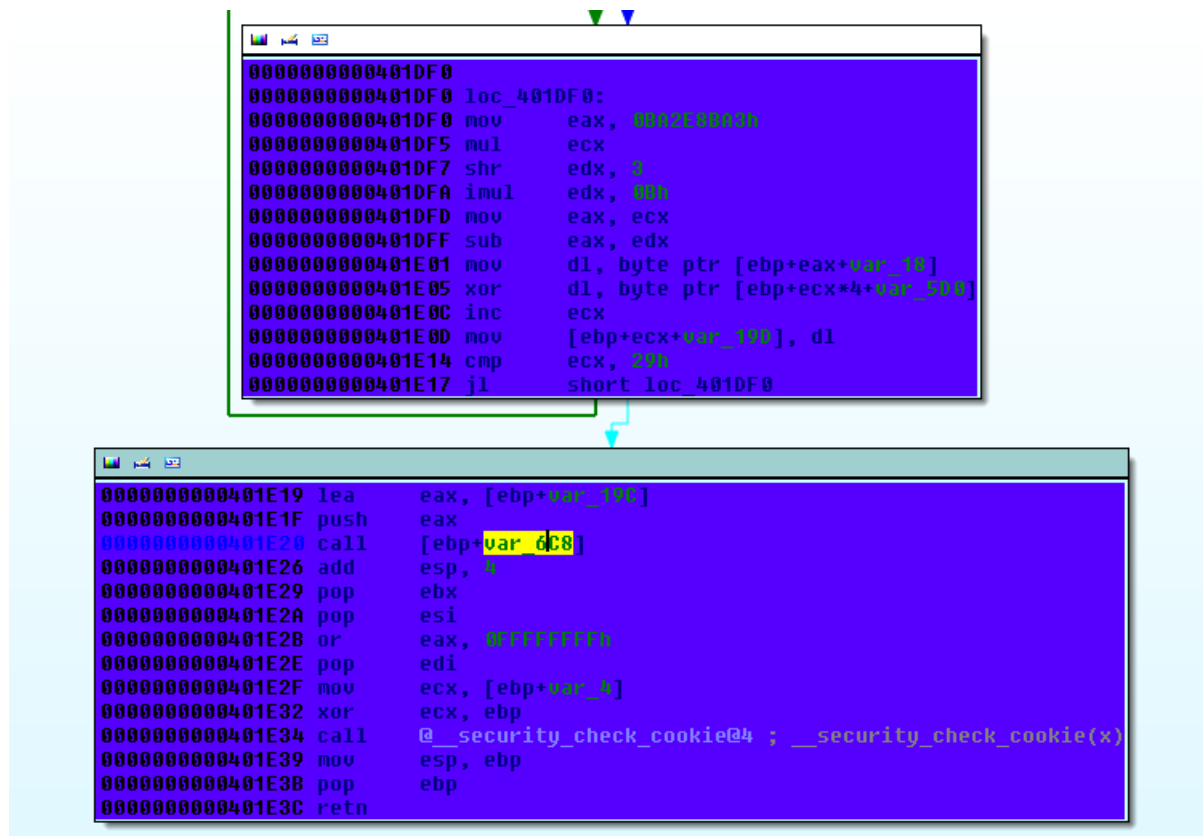 0000000000401DF0
0000000000401DF0 loc_401DF0:
0000000000401DF0 mov eax, 0BA2E8BA3h
0000000000401DF5 mul ecx
0000000000401DF7 shr edx, 3
0000000000401DFA imul edx, 0Bh
0000000000401DFD mov eax, ecx
0000000000401DFF sub eax, edx
0000000000401E01 mov dl, byte ptr [ebp+eax+var_18]
0000000000401E05 xor dl, byte ptr [ebp+ecx*4+var_5D0]
0000000000401E0C inc ecx
0000000000401E0D mov [ebp+ecx+var_19D], dl
0000000000401E14 cmp ecx, 29h
0000000000401E17 jl short loc_401DF0
0000000000401E19 lea eax, [ebp+var_19C]
0000000000401E1F push eax
0000000000401E20 call [ebp+var_6C8]
0000000000401E26 add esp, 4
0000000000401E29 pop ebx
0000000000401E2A pop esi
0000000000401E2B or eax, 0FFFFFFFFh
0000000000401E2E pop edi
0000000000401E2F mov ecx, [ebp+var_4]
0000000000401E32 xor ecx, ebp
0000000000401E34 call @__security_check_cookie@4 ; __security_check_cookie(x)
0000000000401E39 mov esp, ebp
0000000000401E3B pop ebp
0000000000401E3C retn